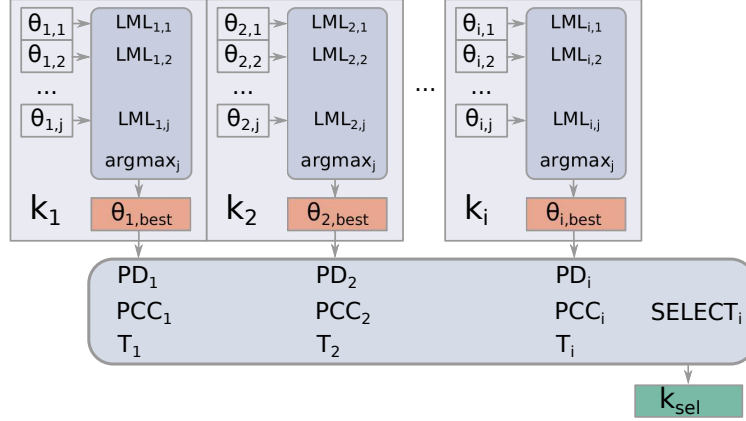 θ1,1 LML1,1 θ2,1 LML2,1 θi,1 LMLi,1
θ1,2 LML1,2 θ2,2 LML2,2 θi,2 LMLi,2
... ... ... ...
θ1,j LML1,j θ2,j LML2,j θi,j LMLi,j
argmaxj argmaxj argmaxj
k1 θ1,best k2 θ2,best ki θi,best
PD1 PD2 PDi
PCC1 PCC2 PCCi SELECTi
T1 T2 Ti
ksel